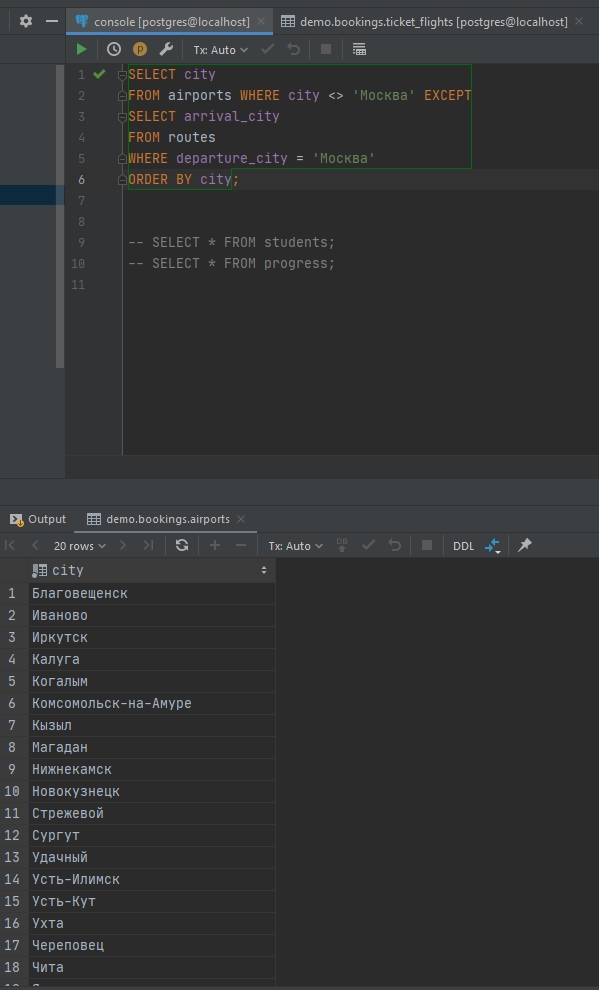 console [postgres@localhost]
demo.bookings.ticket_flights [postgres@localhost]
P
Tx: Auto
1 SELECT city
2 FROM airports WHERE city <> 'Москва' EXCEPT
3 SELECT arrival_city
4 FROM routes
5 WHERE departure_city = 'Москва'
6 ORDER BY city;
7
8
9 -- SELECT * FROM students;
10 -- SELECT * FROM progress;
11
Output
demo.bookings.airports
20 rows
Tx: Auto
DB
DDL
city
1 Благовещенск
2 Иваново
3 Иркутск
4 Калуга
5 Когалым
6 Комсомольск-на-Амуре
7 Кызыл
8 Магадан
9 Нижнекамск
10 Новокузнецк
11 Стрежевой
12 Сургут
13 Удачный
14 Усть-Илимск
15 Усть-Кут
16 Ухта
17 Череповец
18 Чита